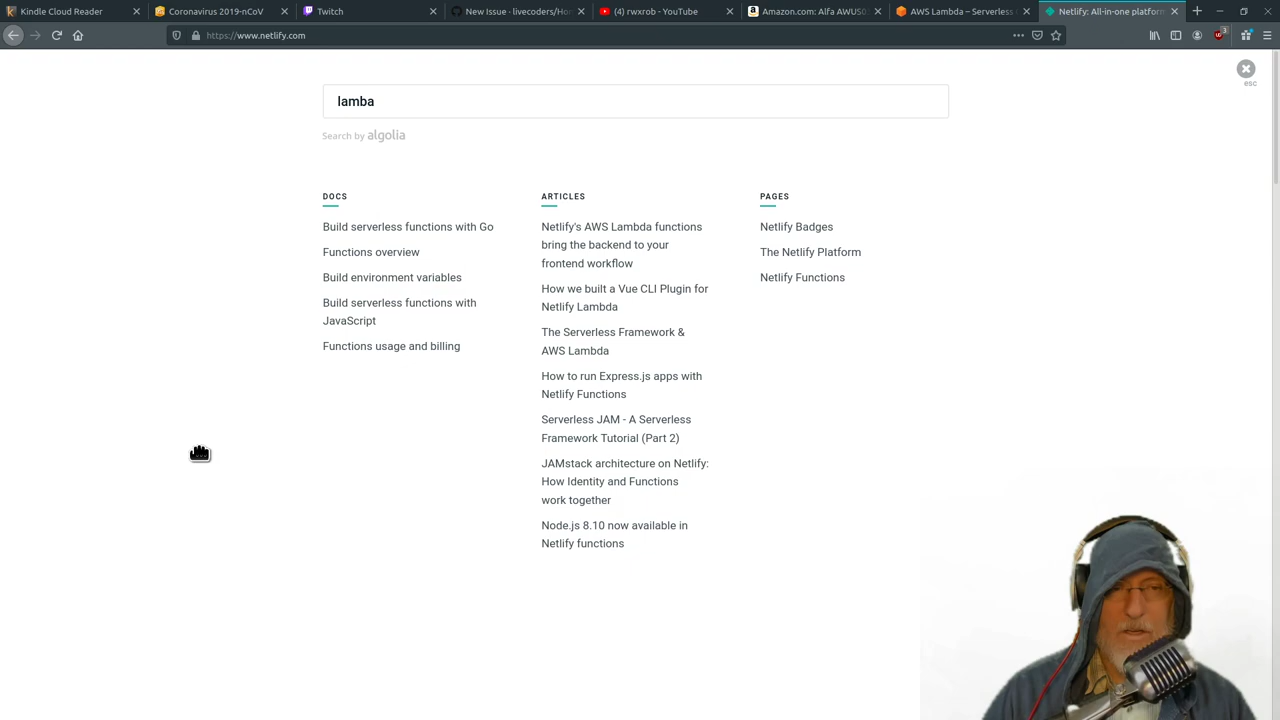 Kindle Cloud Reader
Coronavirus 2019-nCoV
Twitch
New Issue · livecoders/Hom
(4) rwxrob - YouTube
Amazon.com: Alfa AWUS0
AWS Lambda – Serverless
Netlify: All-in-one platform
https://www.netlify.com
3
esc
lamba
Search by algolia
DOCS
Build serverless functions with Go
Functions overview
Build environment variables
Build serverless functions with
JavaScript
Functions usage and billing
ARTICLES
Netlify's AWS Lambda functions
bring the backend to your
frontend workflow
How we built a Vue CLI Plugin for
Netlify Lambda
The Serverless Framework &
AWS Lambda
How to run Express.js apps with
Netlify Functions
Serverless JAM - A Serverless
Framework Tutorial (Part 2)
JAMstack architecture on Netlify:
How Identity and Functions
work together
Node.js 8.10 now available in
Netlify functions
PAGES
Netlify Badges
The Netlify Platform
Netlify Functions